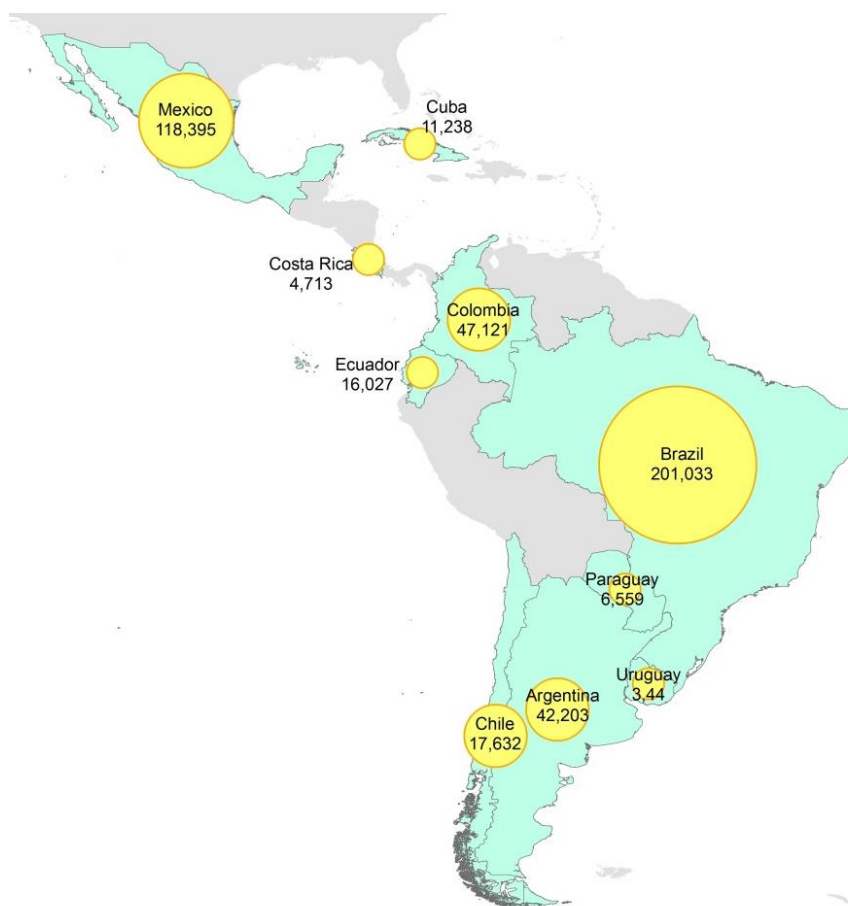 Mexico
118,395
Cuba
11,238
Costa Rica
4,713
Colombia
47,121
Ecuador
16,027
Brazil
201,033
Paraguay
6,559
Uruguay
3,44
Argentina
42,203
Chile
17,632